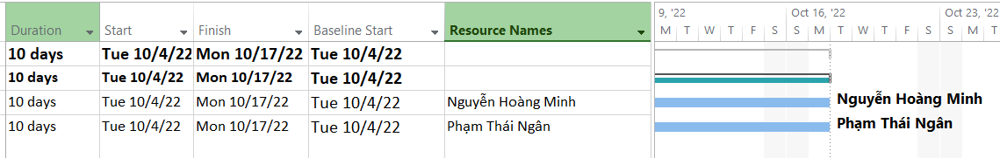 9, '22 Oct 16, '22 Oct 23, '22
Duration Start Finish Baseline Start Resource Names M T W T F S S M T W T F S S M T
10 days Tue 10/4/22 Mon 10/17/22 Tue 10/4/22
10 days Tue 10/4/22 Mon 10/17/22 Tue 10/4/22
10 days Tue 10/4/22 Mon 10/17/22 Tue 10/4/22 Nguyễn Hoàng Minh Nguyễn Hoàng Minh
10 days Tue 10/4/22 Mon 10/17/22 Tue 10/4/22 Phạm Thái Ngân Phạm Thái Ngân